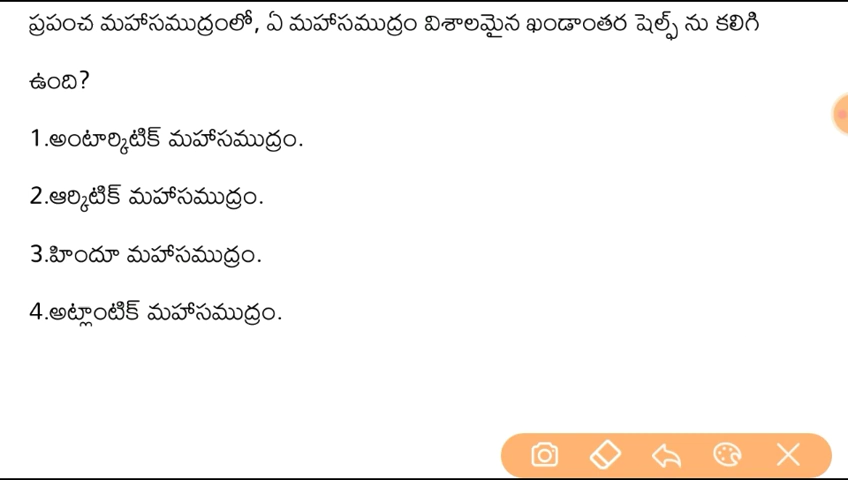 ప్రపంచ మహాసముద్రంలో, ఏ మహాసముద్రం విశాలమైన ఖండాంతర షెల్ఫ్ ను కలిగి
ఉంది?
1.అంటార్కిటిక్ మహాసముద్రం.
2.ఆర్కిటిక్ మహాసముద్రం.
3.హిందూ మహాసముద్రం.
4.అట్లాంటిక్ మహాసముద్రం.